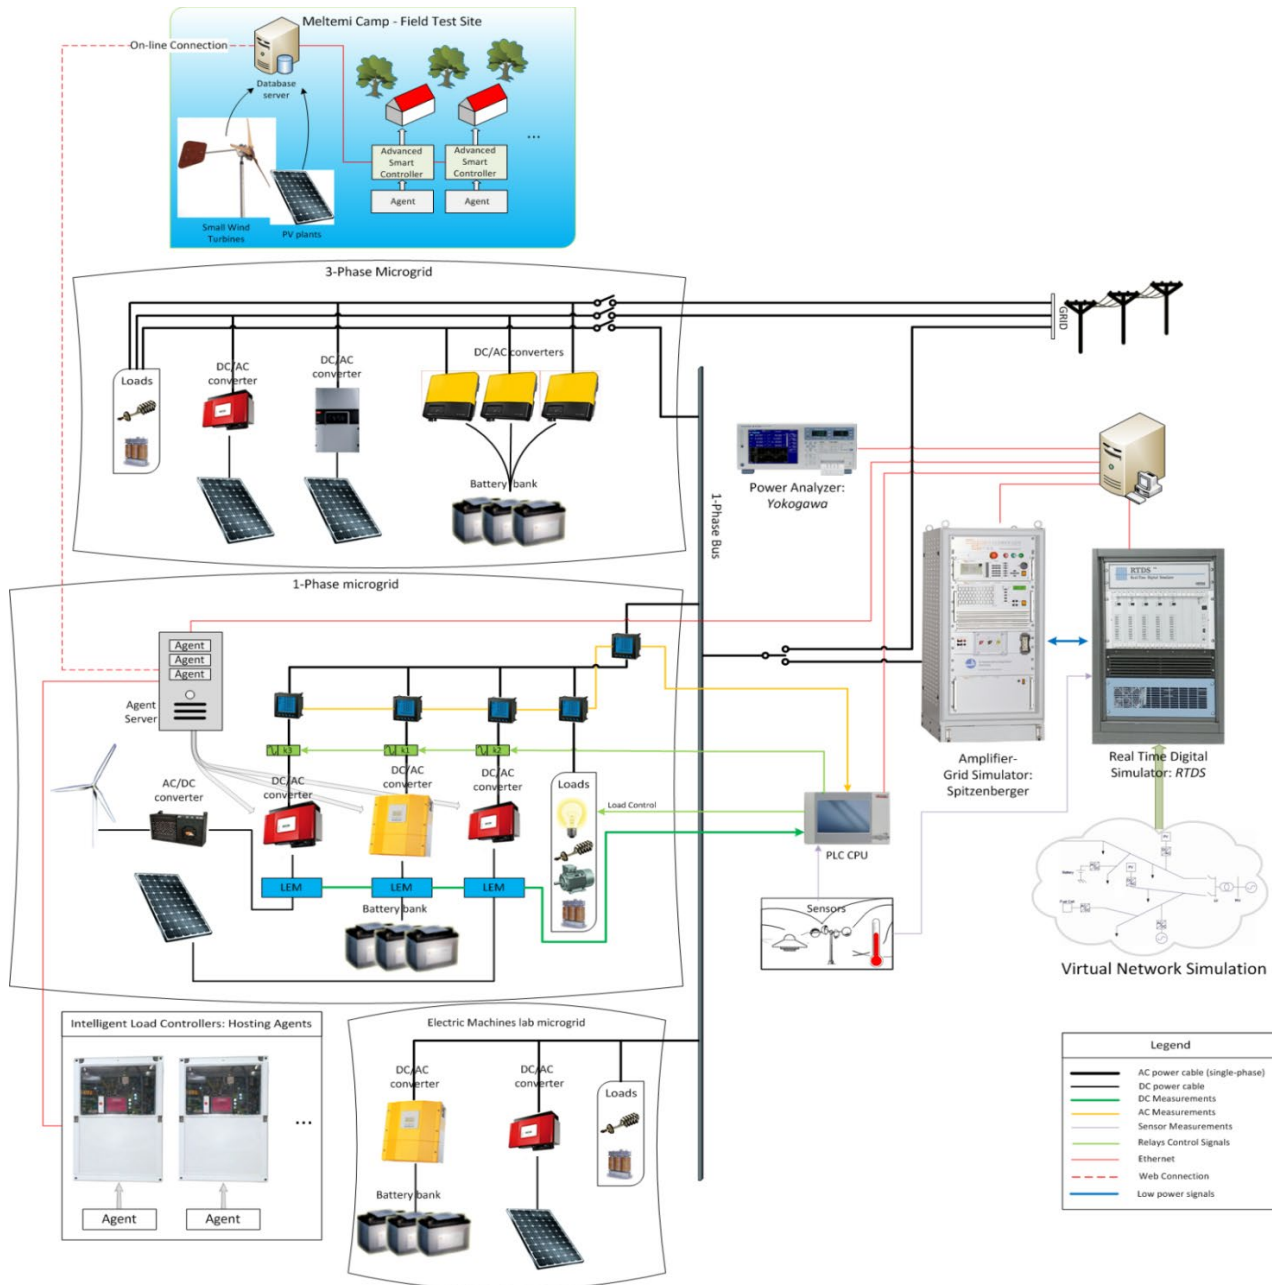 Meltemi Camp - Field Test Site
On-line Connection
Database
server
Advanced
Smart
Controller
Advanced
Smart
Controller
...
Agent
Agent
Small Wind
Turbines
PV plants
3-Phase Microgrid
GRID
DC/AC
converter
DC/AC
converter
DC/AC converters
Loads
Battery bank
1-Phase Bus
Power Analyzer:
Yokogawa
1-Phase microgrid
RTDS
Agent
Agent
Agent
Agent
Server
k3
k1
k2
AC/DC
converter
DC/AC
converter
DC/AC
converter
DC/AC
converter
Loads
Load Control
PLC CPU
Amplifier-
Grid Simulator:
Spitzenberger
Real Time Digital
Simulator: RTDS
LEM
LEM
LEM
Battery bank
Sensors
Virtual Network Simulation
Intelligent Load Controllers: Hosting Agents
...
Agent
Agent
Electric Machines lab microgrid
DC/AC
converter
DC/AC
converter
Loads
Battery bank
Legend
AC power cable (single-phase)
DC power cable
DC Measurements
AC Measurements
Sensor Measurements
Relays Control Signals
Ethernet
Web Connection
Low power signals